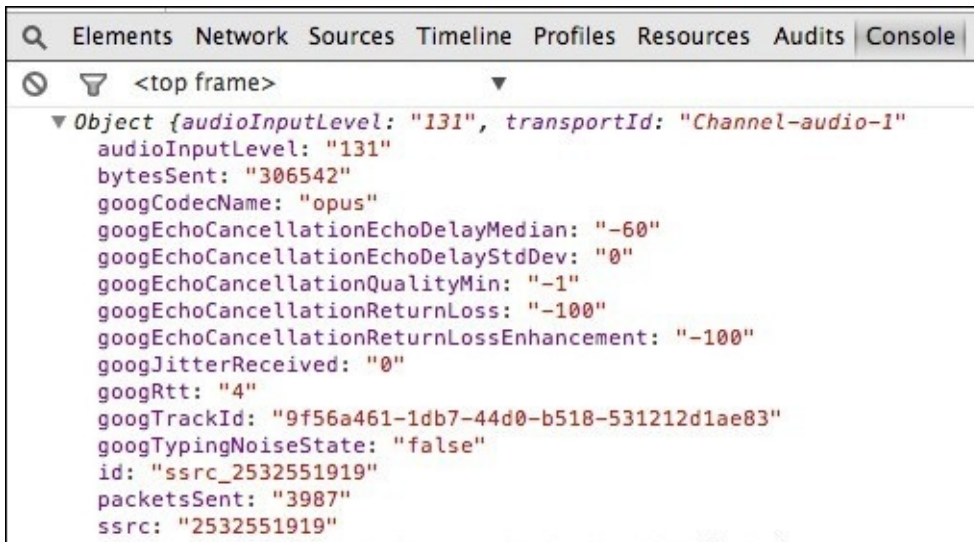 Elements Network Sources Timeline Profiles Resources Audits Console
<top frame>
Object {audioInputLevel: "131", transportId: "Channel-audio-1"
audioInputLevel: "131"
bytesSent: "306542"
googCodecName: "opus"
googEchoCancellationEchoDelayMedian: "-60"
googEchoCancellationEchoDelayStdDev: "0"
googEchoCancellationQualityMin: "-1"
googEchoCancellationReturnLoss: "-100"
googEchoCancellationReturnLossEnhancement: "-100"
googJitterReceived: "0"
googRtt: "4"
googTrackId: "9f56a461-1db7-44d0-b518-531212d1ae83"
googTypingNoiseState: "false"
id: "ssrc_2532551919"
packetsSent: "3987"
ssrc: "2532551919"